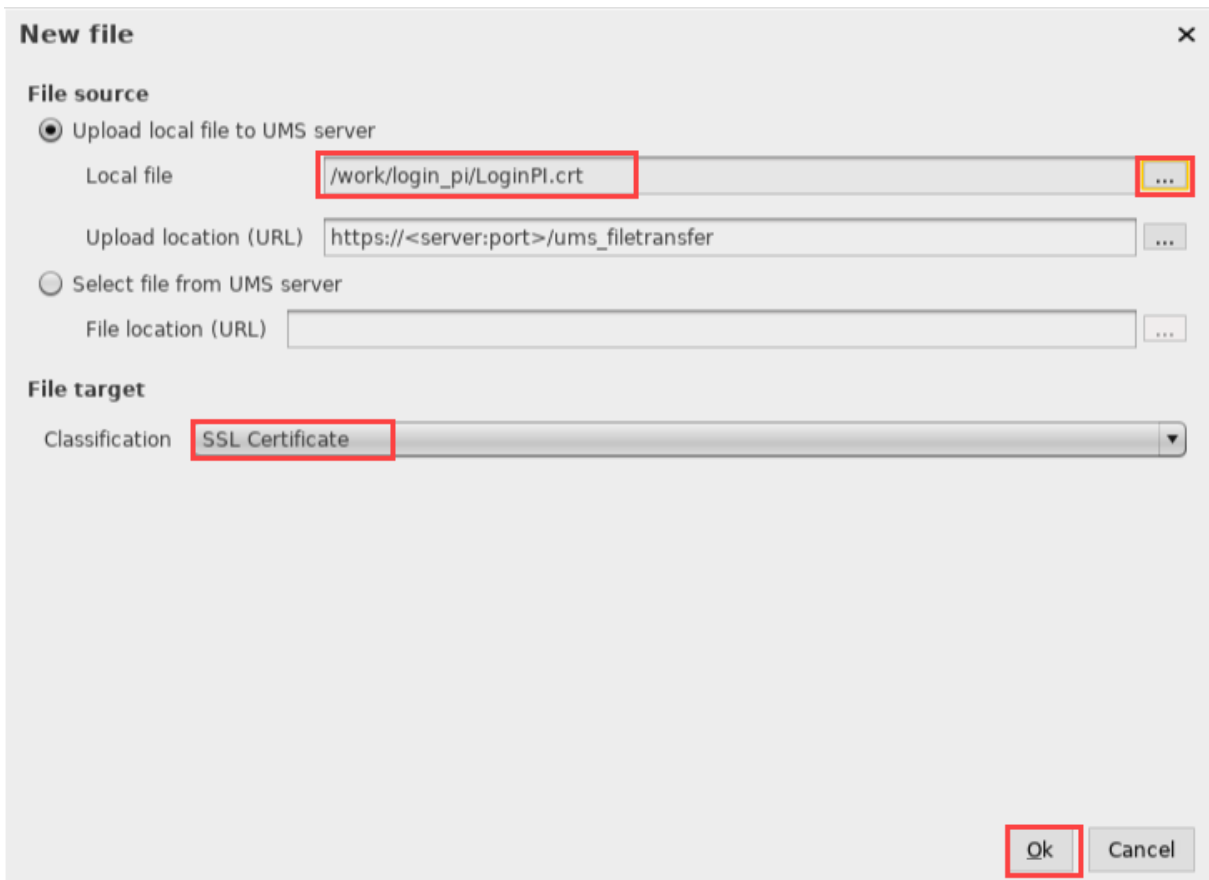 New file ×
File source
Upload local file to UMS server
Local file /work/login_pi/LoginPI.crt ...
Upload location (URL) https://<server:port>/ums_filetransfer ...
Select file from UMS server
File location (URL) ...
File target
Classification SSL Certificate
Ok Cancel